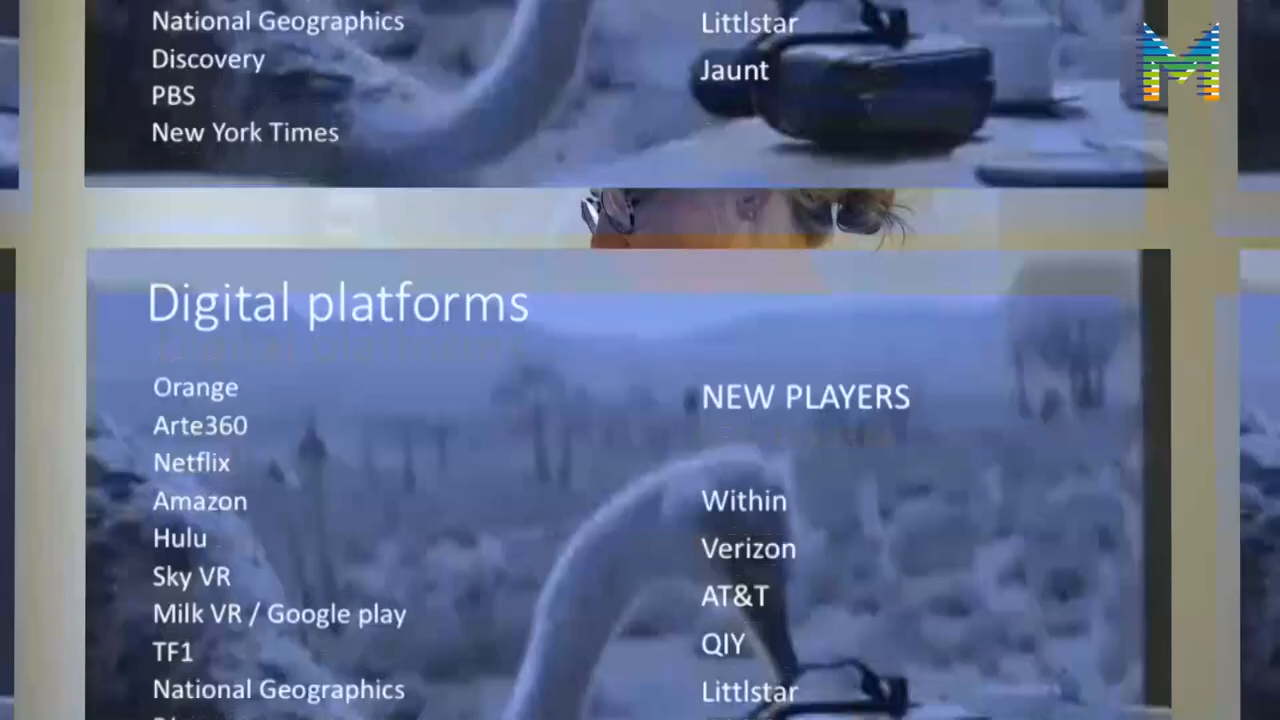 National Geographics
Discovery
PBS
New York Times
Littlstar
Jaunt
M
Digital platforms
Orange
Arte360
Netflix
Amazon
Hulu
Sky VR
Milk VR / Google play
TF1
National Geographics
NEW PLAYERS
Within
Verizon
AT&T
QIY
Littlstar